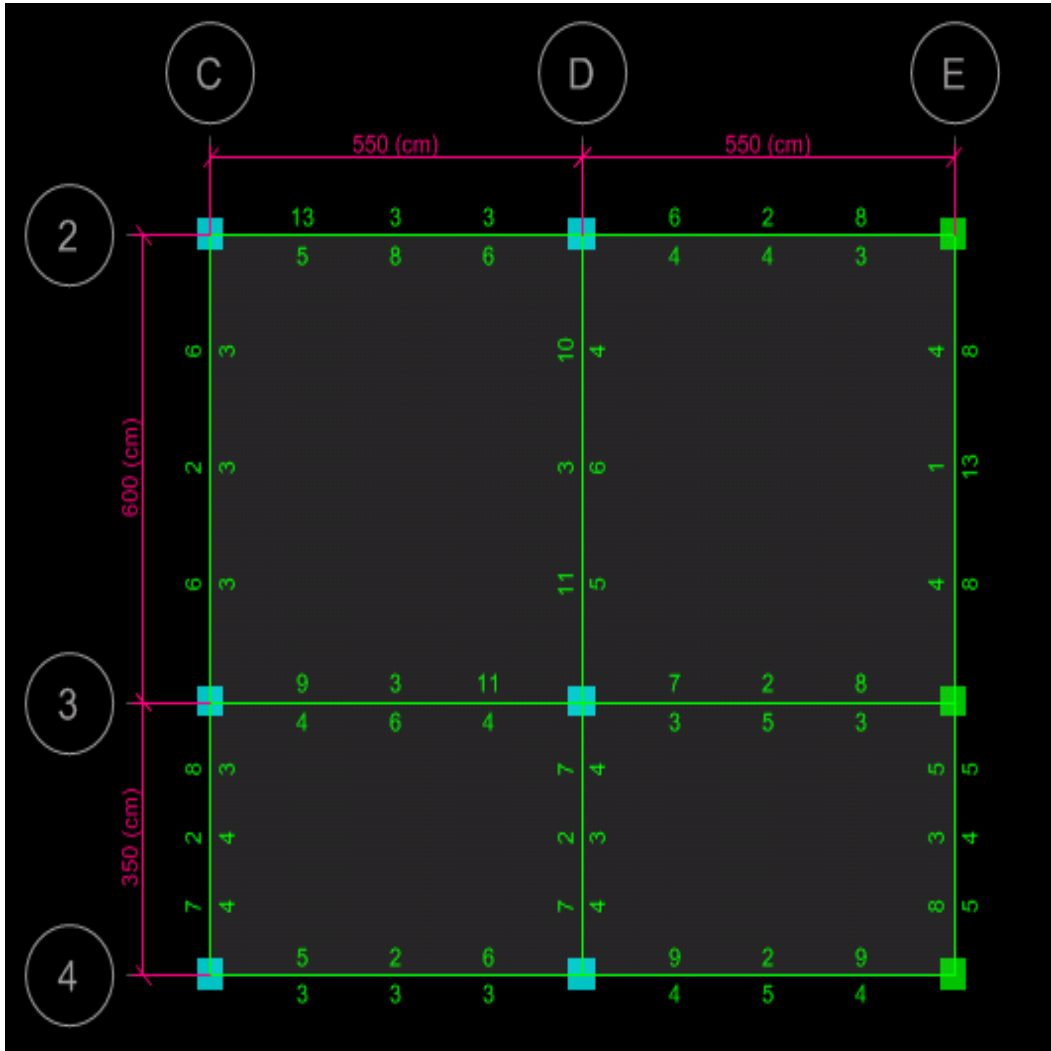 C D E
550 (cm) 550 (cm)
2
13 3 3 6 2 8
5 8 6 4 4 3
6 3 10 4 4 8
600 (cm)
2 3 3 6 1 13
6 3 11 5 4 8
3
9 3 11 7 2 8
4 6 4 3 5 3
8 3 7 4 5 5
350 (cm)
2 4 2 3 3 4
7 4 7 4 8 5
4
5 2 6 9 2 9
3 3 3 4 5 4